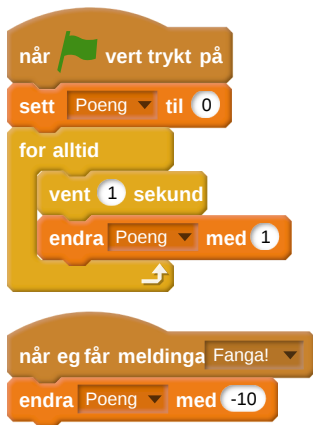 når vert trykt på
sett Poeng til 0
for alltid
vent 1 sekund
endra Poeng med 1
når eg får meldinga Fanga!
endra Poeng med -10